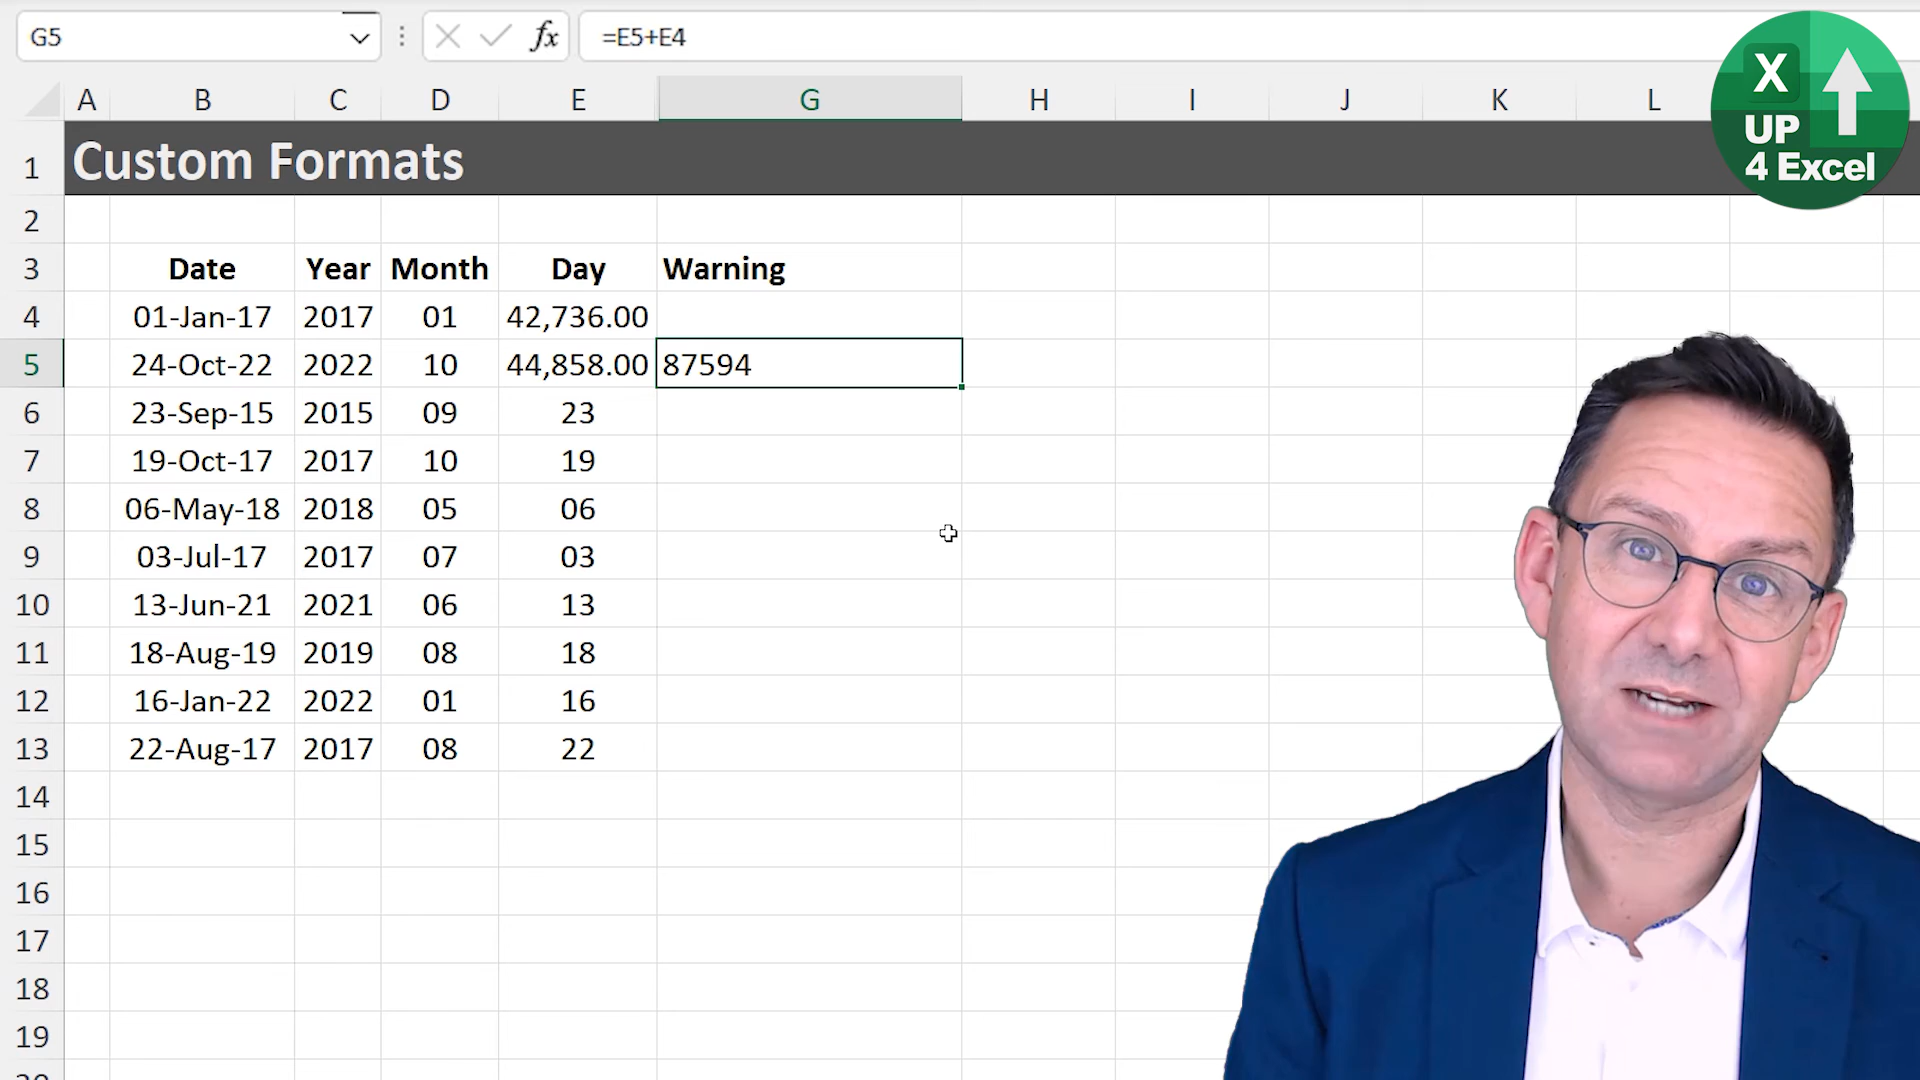 G5 fx =E5+E4
A B C D E G H I J K L
X
UP
4 Excel
1 Custom Formats
2
3 Date Year Month Day Warning
4 01-Jan-17 2017 01 42,736.00
5 24-Oct-22 2022 10 44,858.00 87594
6 23-Sep-15 2015 09 23
7 19-Oct-17 2017 10 19
8 06-May-18 2018 05 06
9 03-Jul-17 2017 07 03
10 13-Jun-21 2021 06 13
11 18-Aug-19 2019 08 18
12 16-Jan-22 2022 01 16
13 22-Aug-17 2017 08 22
14
15
16
17
18
19